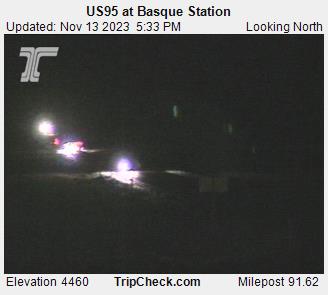 US95 at Basque Station
Updated: Nov 13 2023 5:33 PM Looking North
Elevation 4460 TripCheck.com Milepost 91.62